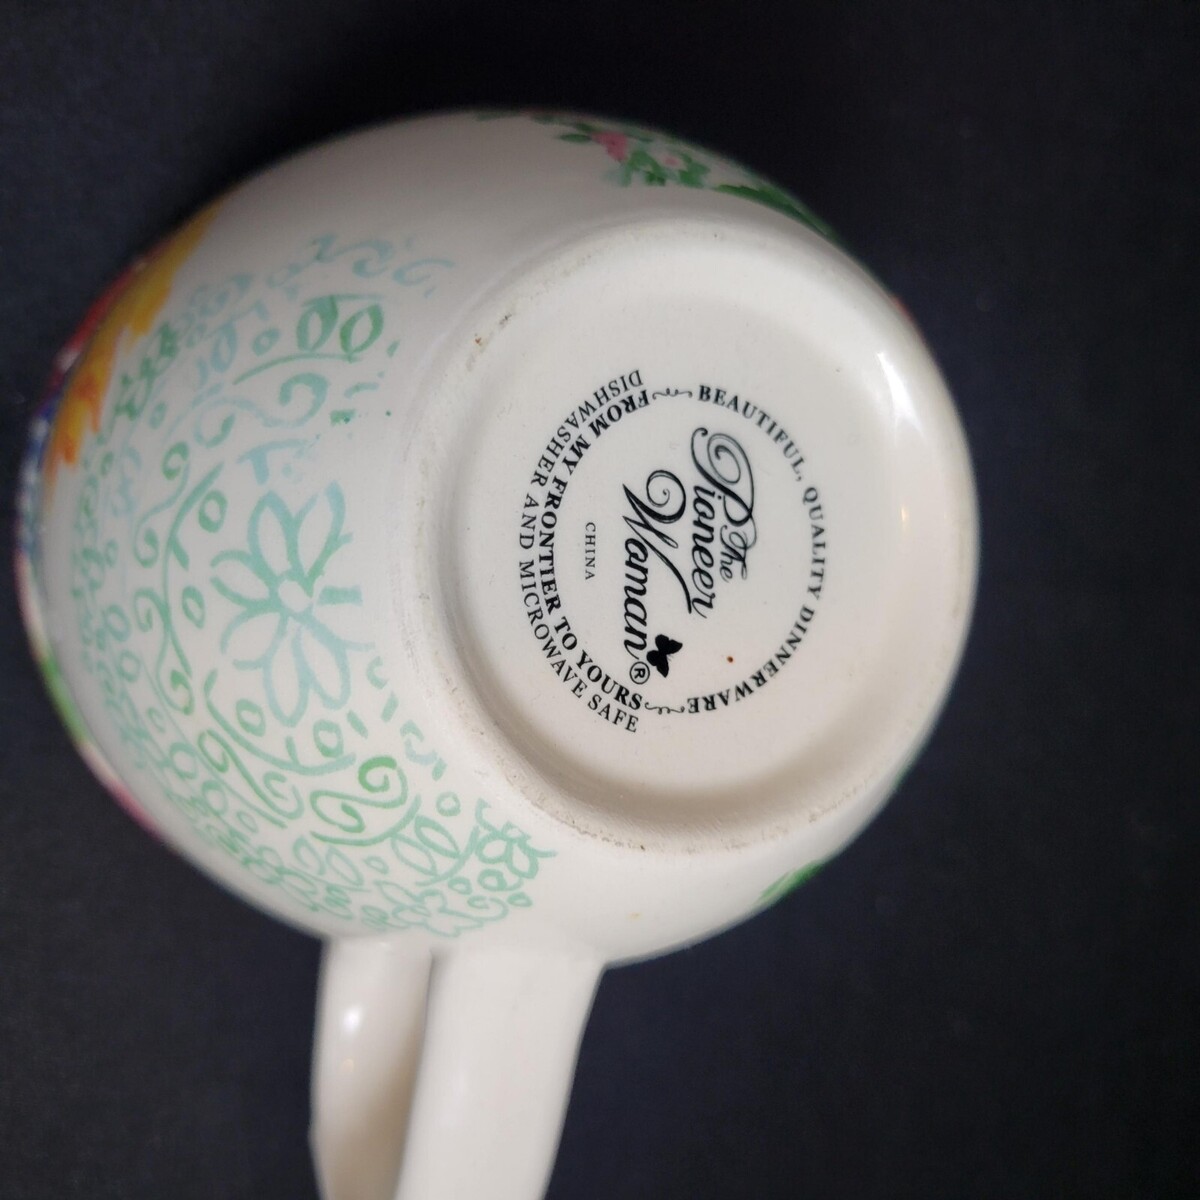 BEAUTIFUL, QUALITY DINNERWARE
The
Pioneer
Woman®
CHINA
FROM MY FRONTIER TO YOURS
DISHWASHER AND MICROWAVE SAFE